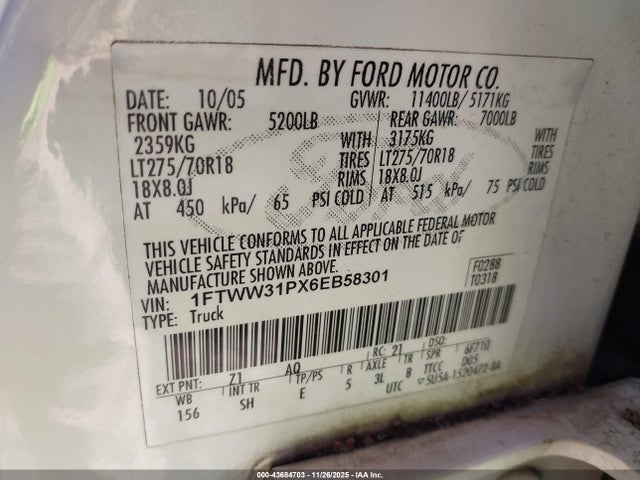 MFD. BY FORD MOTOR CO.
DATE: 10/05 GVWR: 11400LB/ 5171KG
FRONT GAWR: 5200LB REAR GAWR: 7000LB
2359KG WITH 3175KG WITH
LT275/70R18 TIRES LT275/70R18 TIRES
18X8.0J RIMS 18X8.0J RIMS
AT 450 kPa/ 65 PSI COLD AT 515 kPa/ 75 PSI COLD
THIS VEHICLE CONFORMS TO ALL APPLICABLE FEDERAL MOTOR
VEHICLE SAFETY STANDARDS IN EFFECT ON THE DATE OF
MANUFACTURE SHOWN ABOVE.
VIN: 1FTWW31PX6EB58301 F0288
TYPE: Truck T0318
EXT PNT: Z1 AQ RC: 21 DSO: 6F710
WB INT TR TP/PS R AXLE TR SPR DQ5
156 SH E 5 3L B TTCC
UTC 5U5A-1520472-BA
000-43684703 - 11/26/2025 - IAA Inc.